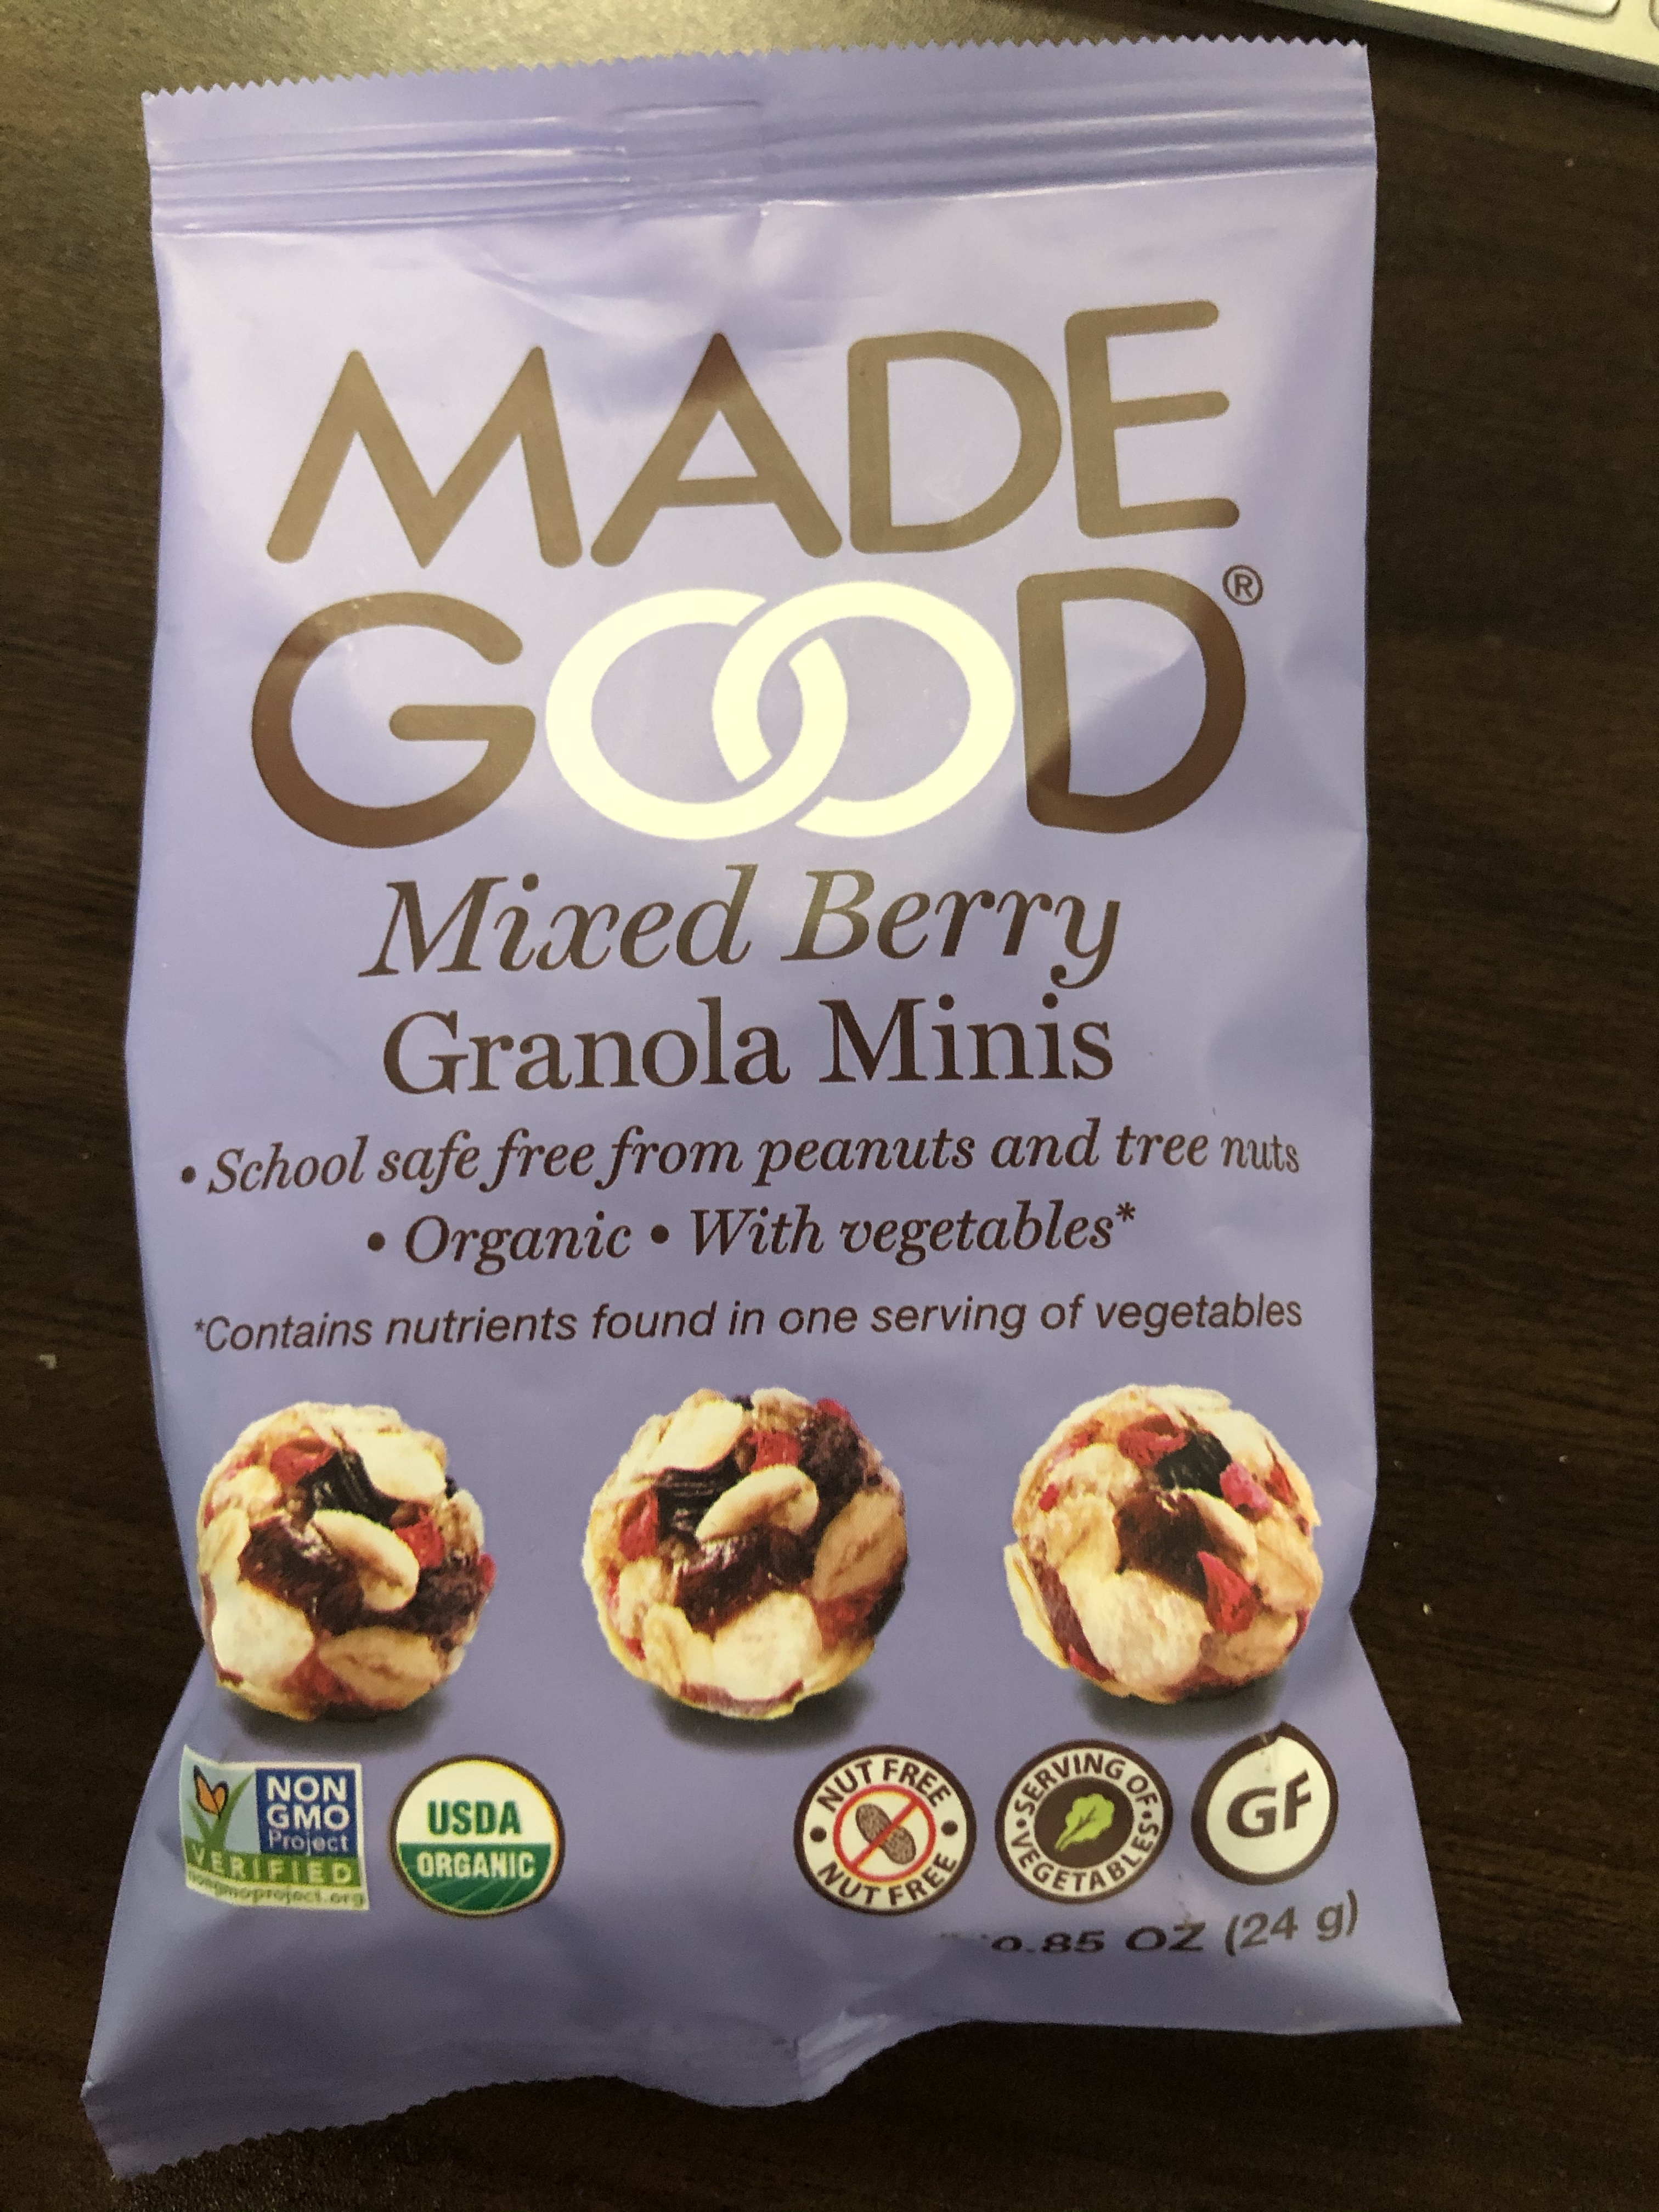 MADE
GOOD®
Mixed Berry
Granola Minis
• School safe free from peanuts and tree nuts
• Organic • With vegetables*
*Contains nutrients found in one serving of vegetables
NON
GMO
Project
VERIFIED
nongmoproject.org
USDA
ORGANIC
NUT FREE
• NUT FREE •
• SERVING OF •
VEGETABLES
GF
0.85 OZ (24 g)